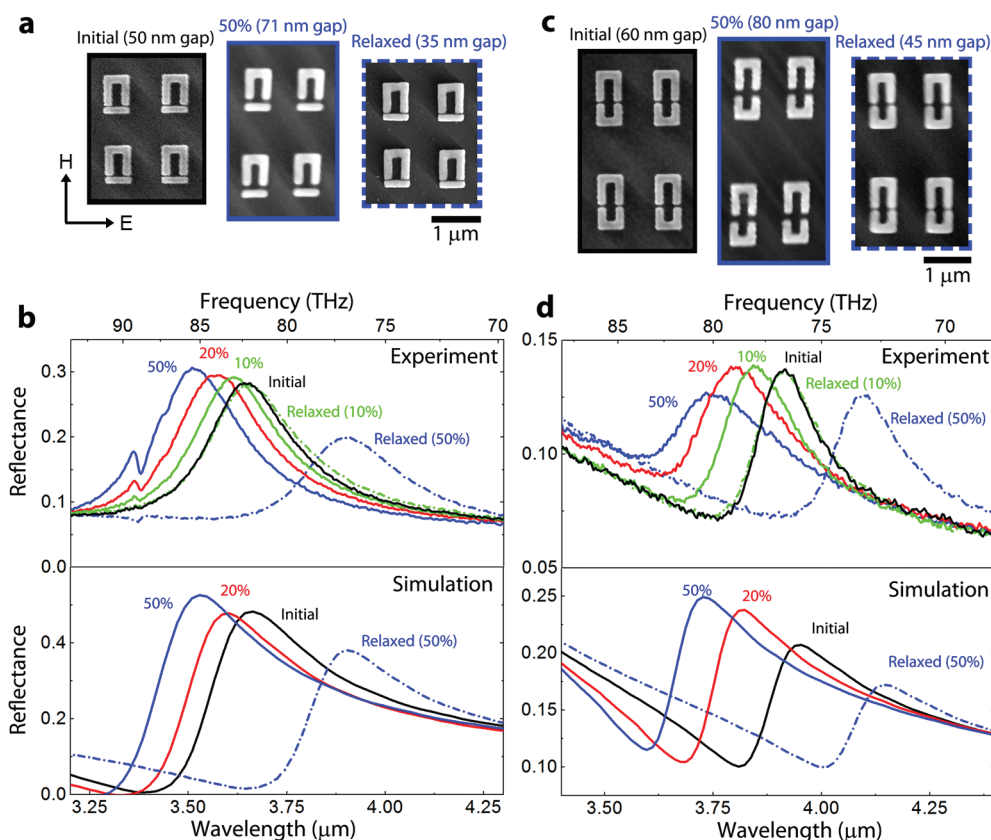 a
Initial (50 nm gap)
50% (71 nm gap)
Relaxed (35 nm gap)
H
E
1 μm
c
Initial (60 nm gap)
50% (80 nm gap)
Relaxed (45 nm gap)
1 μm
b
Frequency (THz)
90 85 80 75 70
Experiment
50%
20%
10%
Initial
Relaxed (10%)
Relaxed (50%)
Reflectance
0.3
0.2
0.1
0.0
Simulation
50%
20%
Initial
Relaxed (50%)
Reflectance
0.4
0.2
0.0
3.25 3.50 3.75 4.00 4.25
Wavelength (μm)
d
Frequency (THz)
85 80 75 70
Experiment
50%
20%
10%
Initial
Relaxed (10%)
Relaxed (50%)
0.15
0.10
0.05
Simulation
50%
20%
Initial
Relaxed (50%)
0.25
0.20
0.15
0.10
3.50 3.75 4.00 4.25
Wavelength (μm)